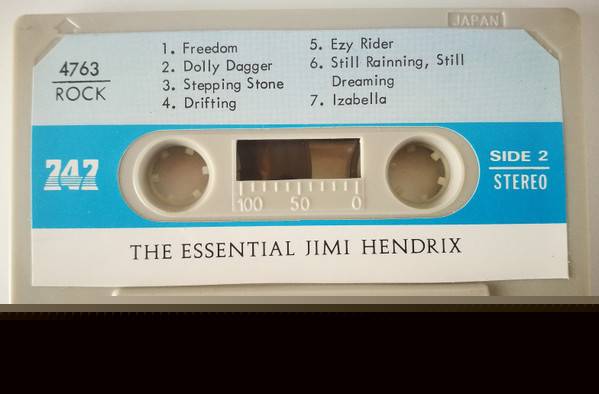 JAPAN
4763
ROCK
1. Freedom
2. Dolly Dagger
3. Stepping Stone
4. Drifting
5. Ezy Rider
6. Still Rainning, Still
Dreaming
7. Izabella
747
SIDE 2
STEREO
100 50 0
THE ESSENTIAL JIMI HENDRIX